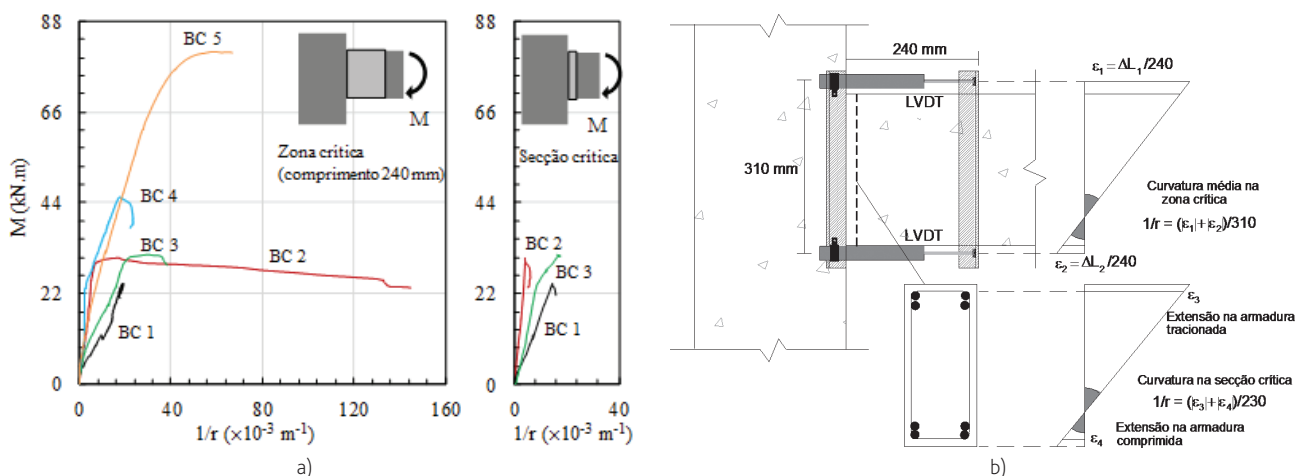 88
66
44
22
0
M (kN.m)
BC 5
BC 4
BC 3
BC 2
BC 1
M
Zona crítica
(comprimento 240 mm)
0
40
80
120
160
1/r (×10⁻³ m⁻¹)
88
66
44
22
0
M
Secção crítica
BC 2
BC 3
BC 1
0
40
1/r (×10⁻³ m⁻¹)
a)
240 mm
LVDT
310 mm
LVDT
ε₁ = ΔL₁/240
Curvatura média na
zona crítica
1/r = (|ε₁|+|ε₂|)/310
ε₂ = ΔL₂/240
ε₃
Extensão na armadura
tracionada
Curvatura na secção crítica
1/r = (|ε₃|+|ε₄|)/230
Extensão na armadura
comprimida
ε₄
b)